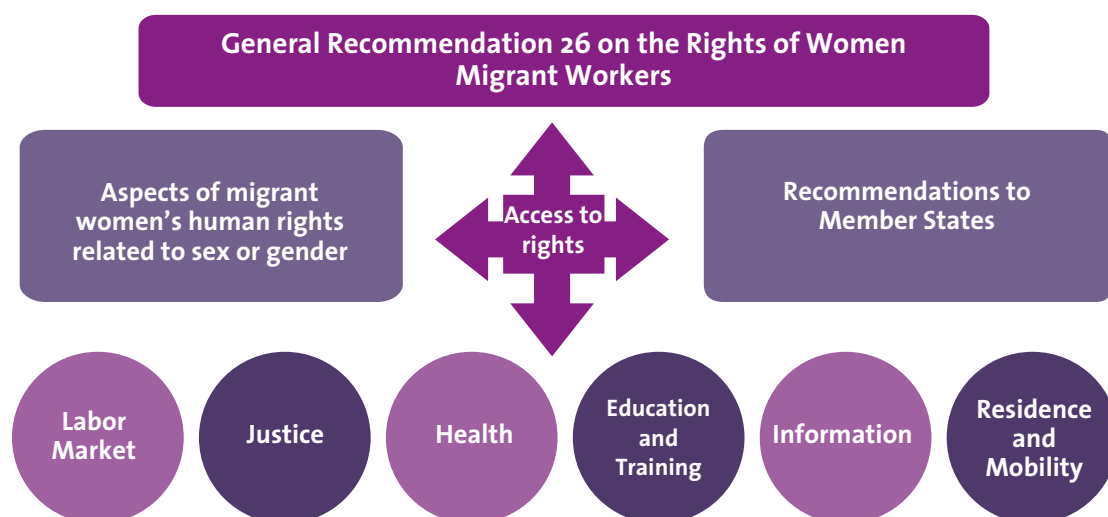 General Recommendation 26 on the Rights of Women
Migrant Workers
Aspects of migrant
women's human rights
related to sex or gender
Access to
rights
Recommendations to
Member States
Labor
Market
Justice
Health
Education
and
Training
Information
Residence
and
Mobility